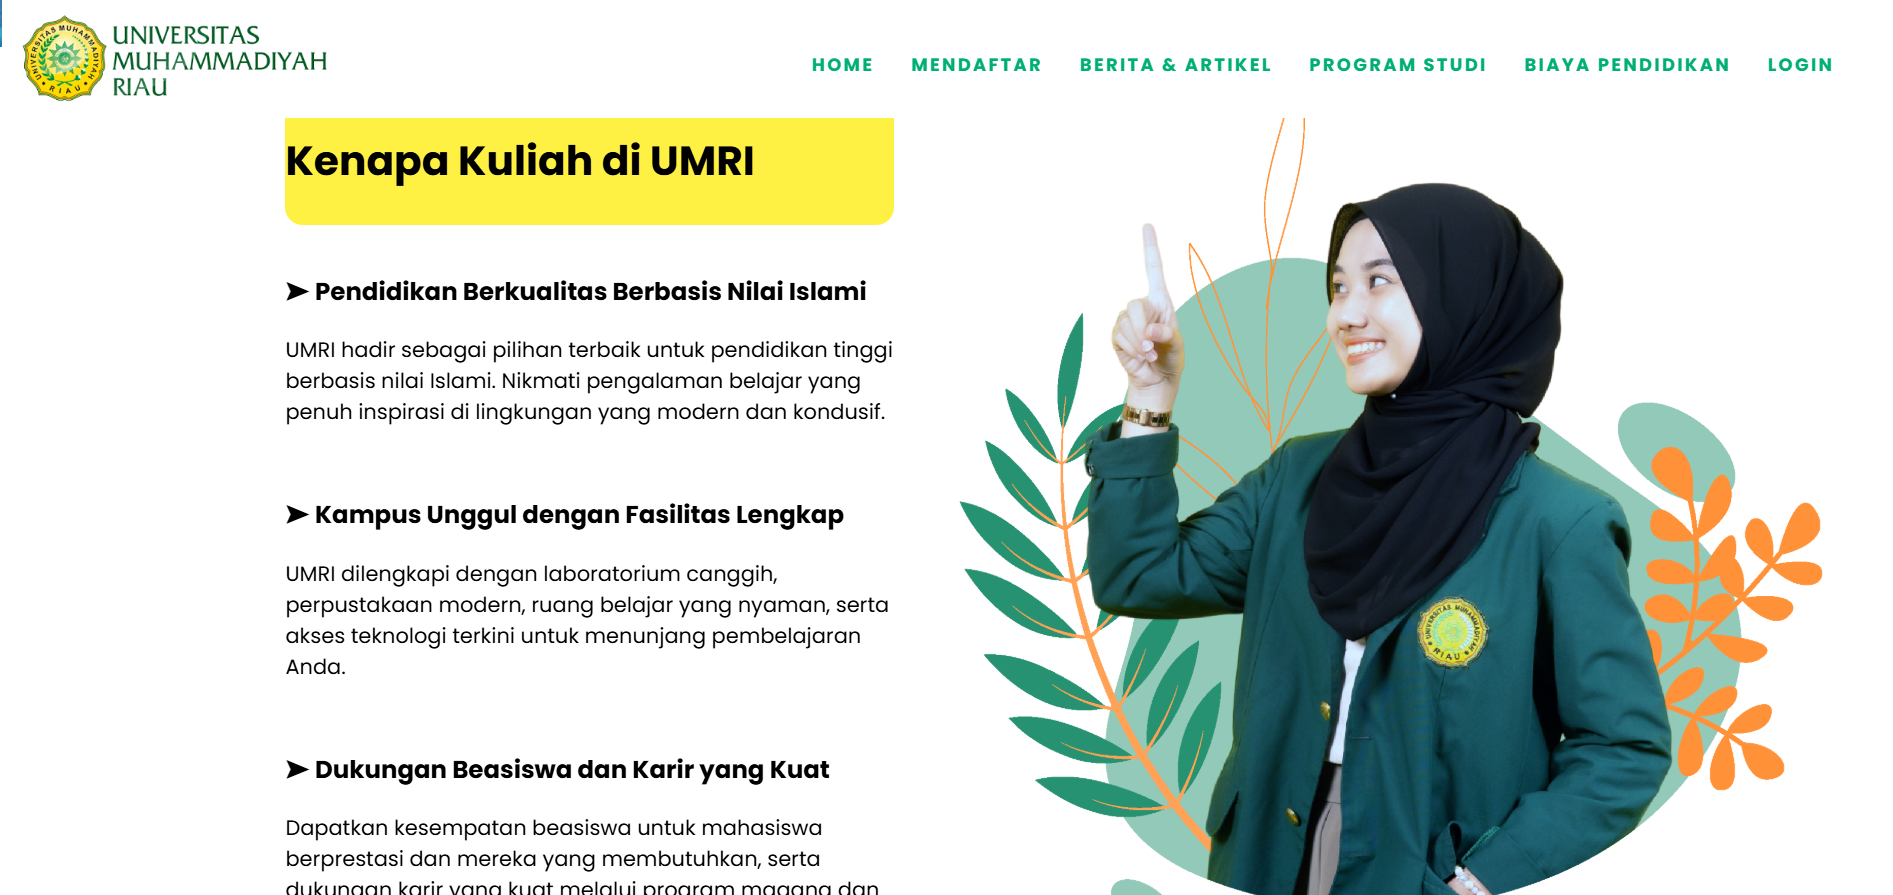 UNIVERSITAS
MUHAMMADIYAH
RIAU
UNIVERSITAS MUHAMMADIYAH
RIAU
HOME MENDAFTAR BERITA & ARTIKEL PROGRAM STUDI BIAYA PENDIDIKAN LOGIN
Kenapa Kuliah di UMRI
➤ Pendidikan Berkualitas Berbasis Nilai Islami
UMRI hadir sebagai pilihan terbaik untuk pendidikan tinggi
berbasis nilai Islami. Nikmati pengalaman belajar yang
penuh inspirasi di lingkungan yang modern dan kondusif.
➤ Kampus Unggul dengan Fasilitas Lengkap
UMRI dilengkapi dengan laboratorium canggih,
perpustakaan modern, ruang belajar yang nyaman, serta
akses teknologi terkini untuk menunjang pembelajaran
Anda.
➤ Dukungan Beasiswa dan Karir yang Kuat
Dapatkan kesempatan beasiswa untuk mahasiswa
berprestasi dan mereka yang membutuhkan, serta
dukungan karir yang kuat melalui program magang dan
UNIVERSITAS MUHAMMADIYAH
RIAU